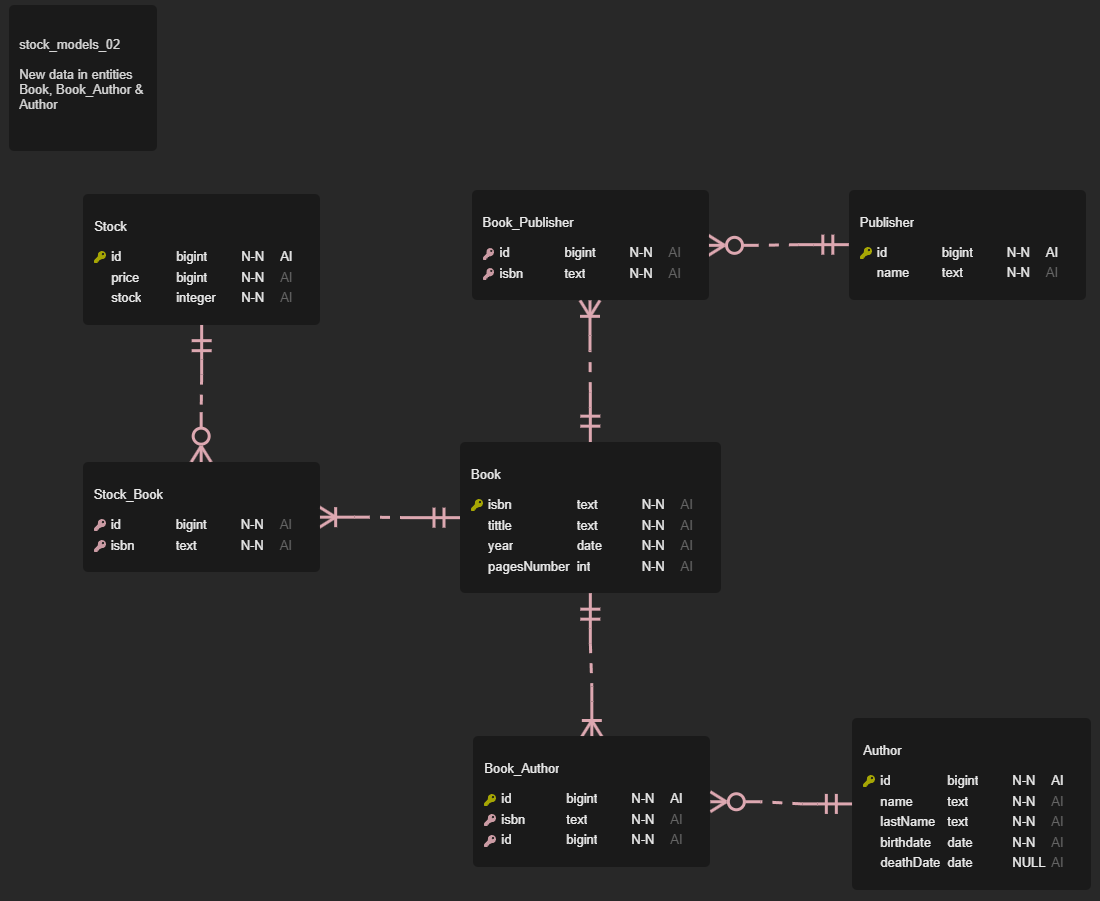 stock_models_02
New data in entities
Book, Book_Author &
Author
Stock
id bigint N-N AI
price bigint N-N AI
stock integer N-N AI
Book_Publisher
id bigint N-N AI
isbn text N-N AI
Publisher
id bigint N-N AI
name text N-N AI
Stock_Book
id bigint N-N AI
isbn text N-N AI
Book
isbn text N-N AI
tittle text N-N AI
year date N-N AI
pagesNumber int N-N AI
Book_Author
id bigint N-N AI
isbn text N-N AI
id bigint N-N AI
Author
id bigint N-N AI
name text N-N AI
lastName text N-N AI
birthdate date N-N AI
deathDate date NULL AI